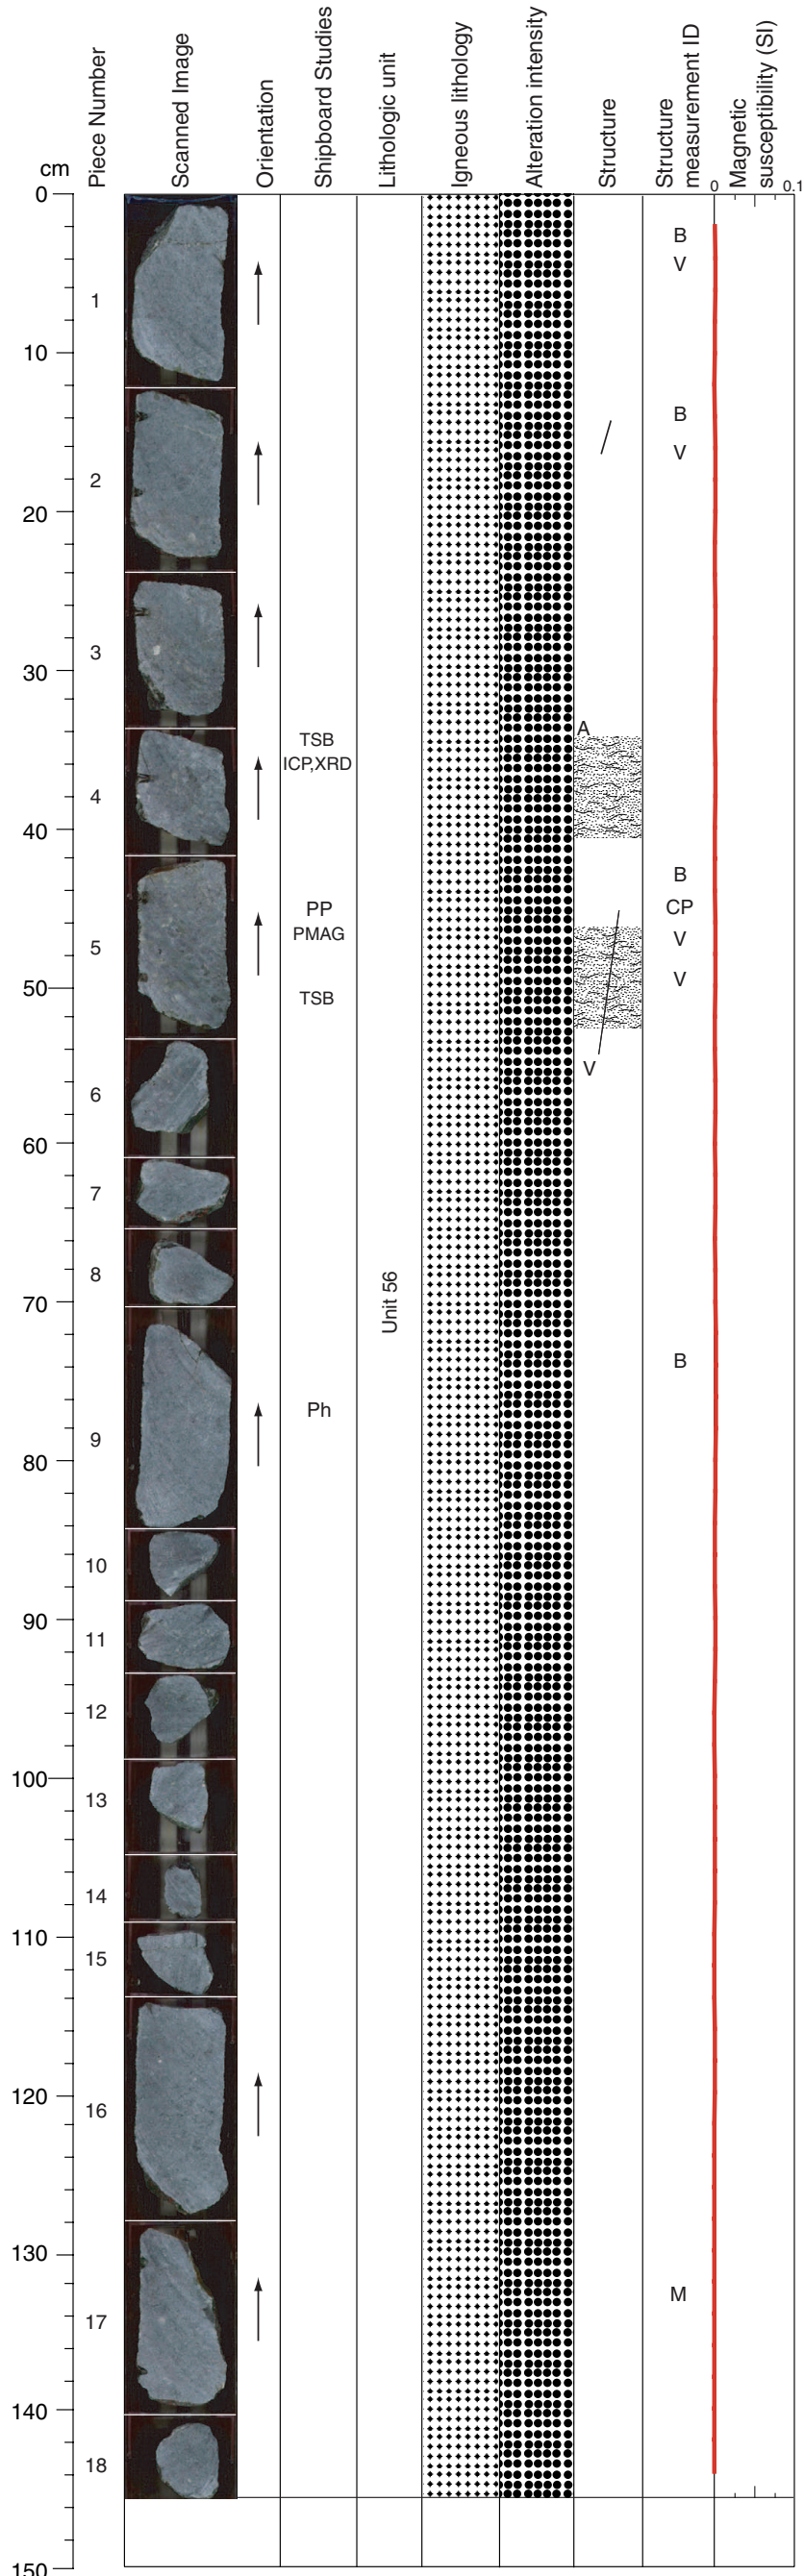 cm
Piece Number
Scanned Image
Orientation
Shipboard Studies
Lithologic unit
Igneous lithology
Alteration intensity
Structure
Structure
measurement ID
Magnetic
susceptibility (SI)
0 0.1
0
B
V
1
10
B
2
V
20
3
30
A
TSB
ICP,XRD
4
40
B
PP
CP
PMAG
V
5
V
50
TSB
V
6
60
7
8
Unit 56
70
B
Ph
9
80
10
90
11
12
100
13
14
110
15
16
120
130
M
17
140
18
150